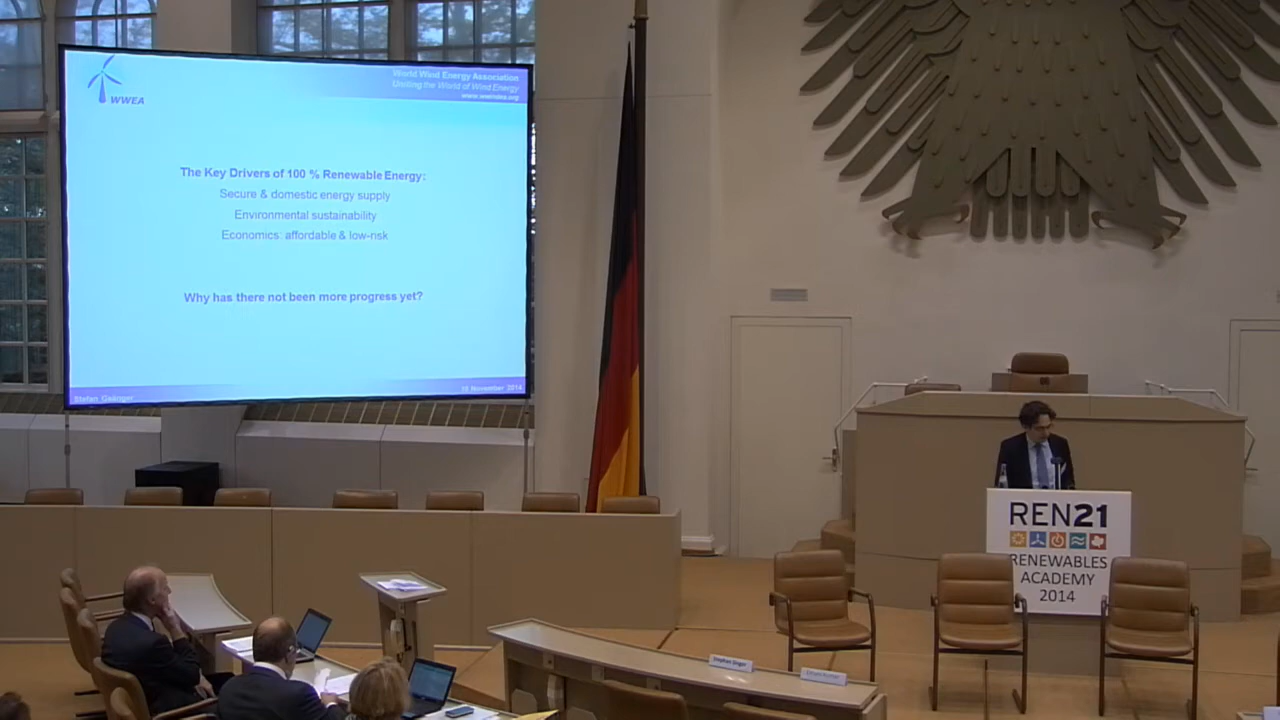 WWEA
World Wind Energy Association
Uniting the World of Wind Energy
www.wwindea.org
The Key Drivers of 100 % Renewable Energy:
Secure & domestic energy supply
Environmental sustainability
Economics: affordable & low-risk
Why has there not been more progress yet?
Stefan Gsänger
November 2014
REN21
RENEWABLES
ACADEMY
2014
Stephan Singer